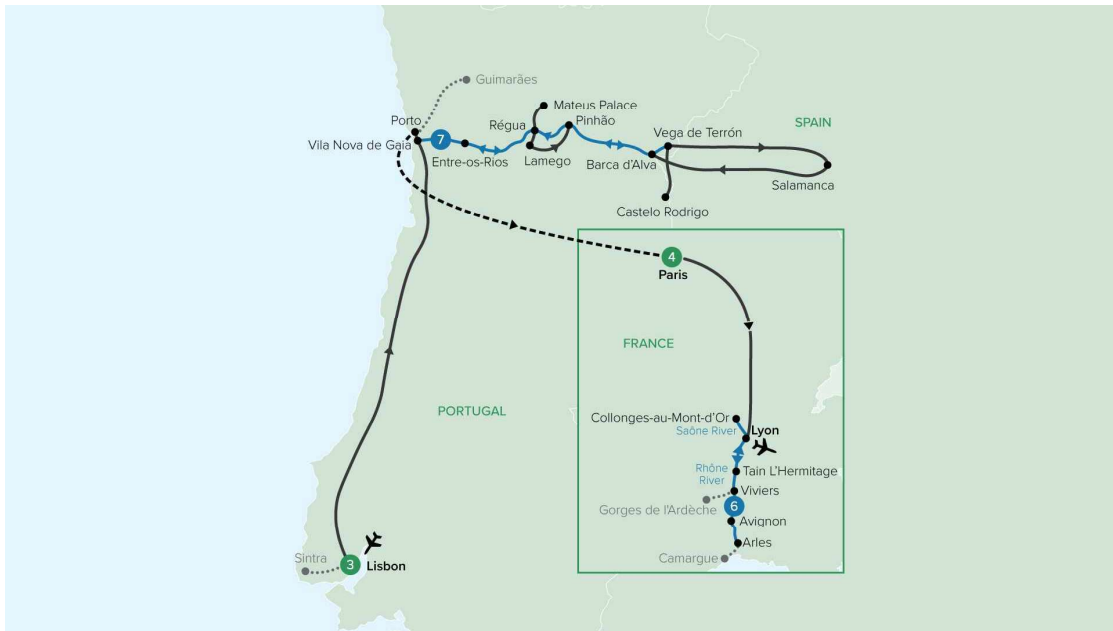 Guimarães
Mateus Palace
Porto
Régua
Pinhão
Vega de Terrón
SPAIN
Vila Nova de Gaia
7
Entre-os-Rios
Lamego
Barca d'Alva
Salamanca
Castelo Rodrigo
4
Paris
FRANCE
PORTUGAL
Collonges-au-Mont-d'Or
Saône River
Lyon
Rhône
River
Tain L'Hermitage
Viviers
Gorges de l'Ardèche
6
Avignon
Arles
Camargue
Sintra
3
Lisbon